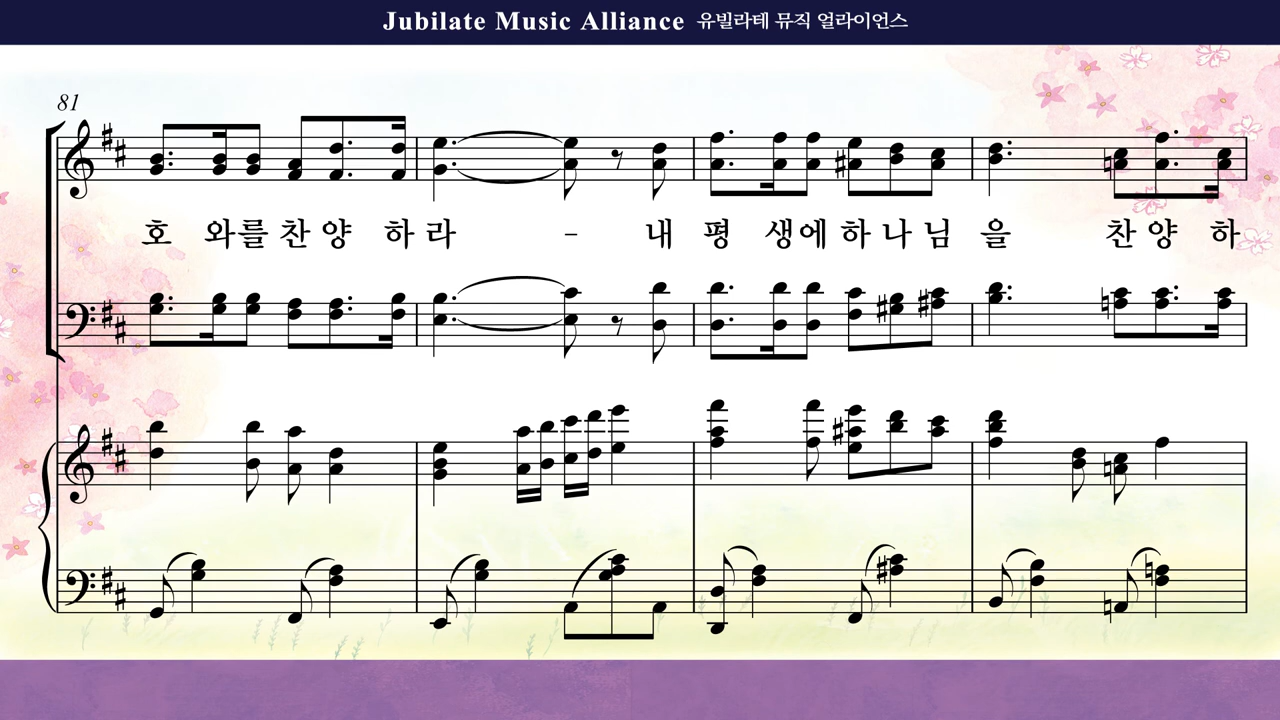 Jubilate Music Alliance 유빌라테 뮤직 얼라이언스
81
호 와를 찬 양 하 라 - 내 평 생에 하 나 님 을 찬 양 하